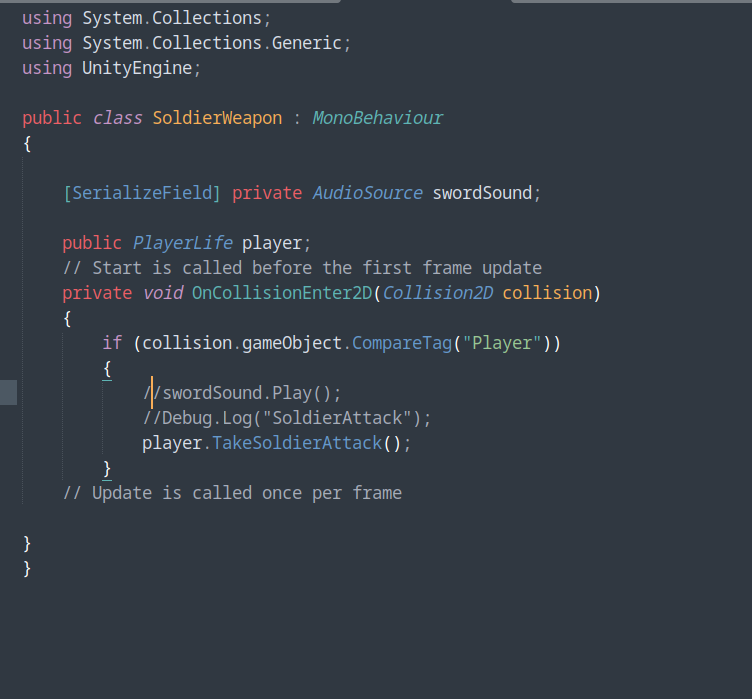 using System.Collections;
using System.Collections.Generic;
using UnityEngine;

public class SoldierWeapon : MonoBehaviour
{

    [SerializeField] private AudioSource swordSound;

    public PlayerLife player;
    // Start is called before the first frame update
    private void OnCollisionEnter2D(Collision2D collision)
    {
        if (collision.gameObject.CompareTag("Player"))
        {
            //swordSound.Play();
            //Debug.Log("SoldierAttack");
            player.TakeSoldierAttack();
        }
    // Update is called once per frame

}
}